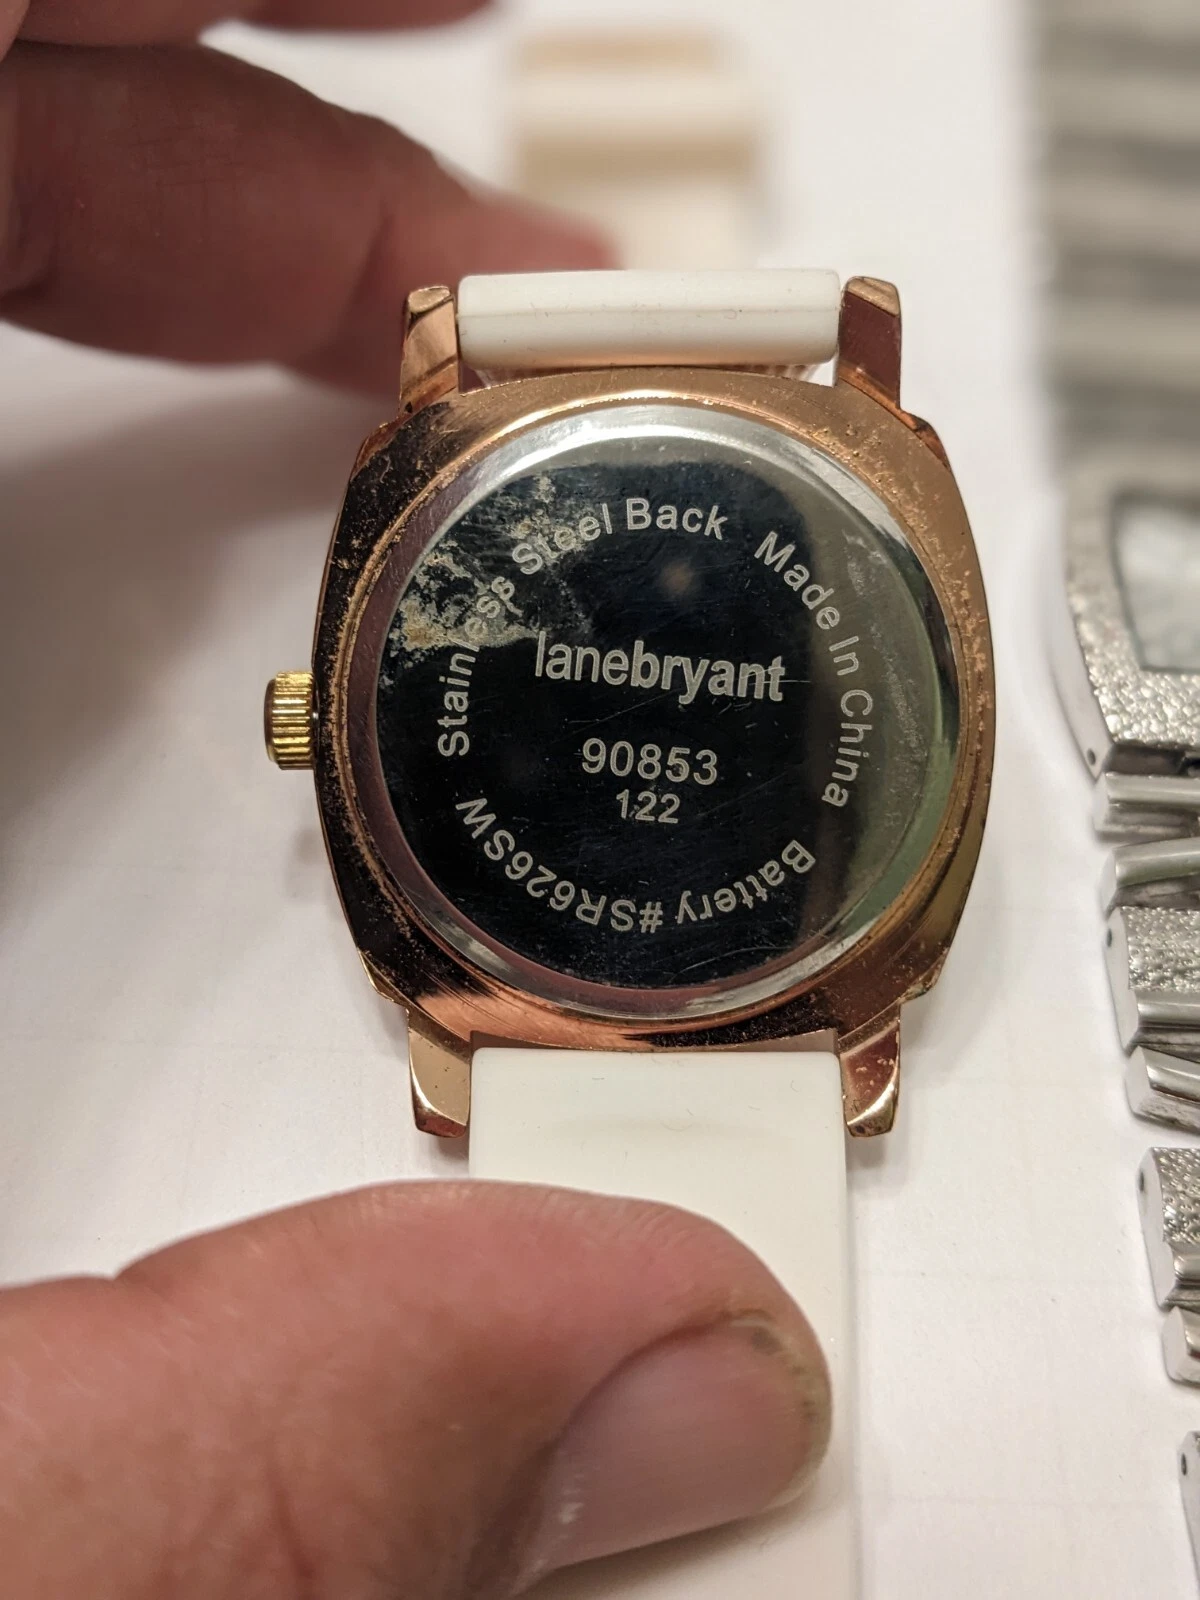 Stainless Steel Back Made In China
lanebryant
90853
122
Battery #SR626SW